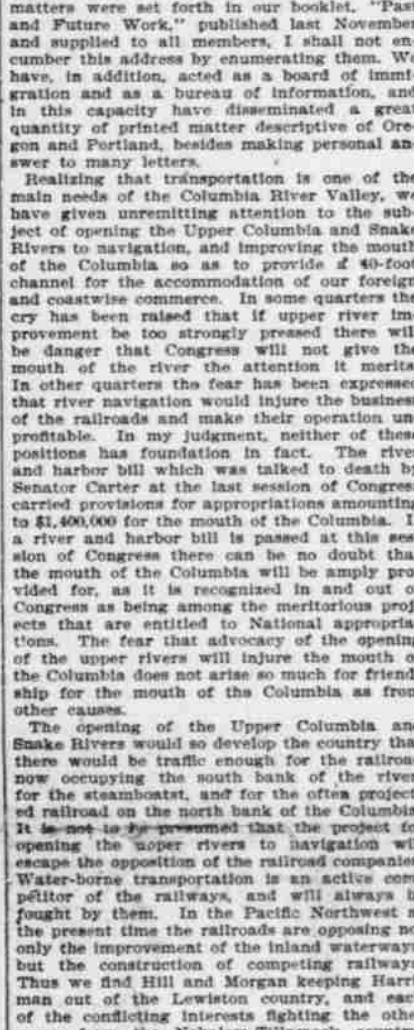 matters were set forth in our booklet, "Past
and Future Work," published last November
and supplied to all members, I shall not en-
cumber this address by enumerating them. We
have, in addition, acted as a board of immi-
gration and as a bureau of information, and
in this capacity have disseminated a great
quantity of printed matter descriptive of Ore-
gon and Portland, besides making personal an-
swer to many letters.
Realizing that transportation is one of the
main needs of the Columbia River Valley, we
have given unremitting attention to the sub-
ject of opening the Upper Columbia and Snake
Rivers to navigation, and improving the mouth
of the Columbia so as to provide 40-foot
channel for the accommodation of our foreign
and coastwise commerce. In some quarters the
cry has been raised that if upper river im-
provement be too strongly pressed there will
be danger that Congress will not give the
mouth of the river the attention it merits.
In other quarters the fear has been expressed
that river navigation would injure the business
of the railroads and make their operation un-
profitable. In my judgment, neither of these
positions has foundation in fact. The river
and harbor bill which was talked to death by
Senator Carter at the last session of Congress
carried provisions for appropriations amounting
to $1,400,000 for the mouth of the Columbia. I
a river and harbor bill is passed at this ses-
sion of Congress there can be no doubt that
the mouth of the Columbia will be amply pro-
vided for, as it is recognized in and out o
Congress as being among the meritorious proj-
ects that are entitled to National appropria-
tions. The fear that advocacy of the opening
of the upper rivers will injure the mouth o
the Columbia does not arise so much for friend-
ship for the mouth of the Columbia as from
other causes.
The opening of the Upper Columbia and
Snake Rivers would so develop the country that
there would be traffic enough for the railroad
now occupying the south bank of the river
for the steamboatst, and for the often project-
ed railroad on the north bank of the Columbia
It is not to be presumed that the project fo
opening the upper rivers to navigation wil
escape the opposition of the railroad companies
Water-borne transportation is an active com-
petitor of the railways, and will always b
fought by them. In the Pacific Northwest a
the present time the railroads are opposing no
only the improvement of the inland waterways
but the construction of competing railways
Thus we find Hill and Morgan keeping Harri-
man out of the Lewiston country, and eac
of the conflicting interests fighting the othe